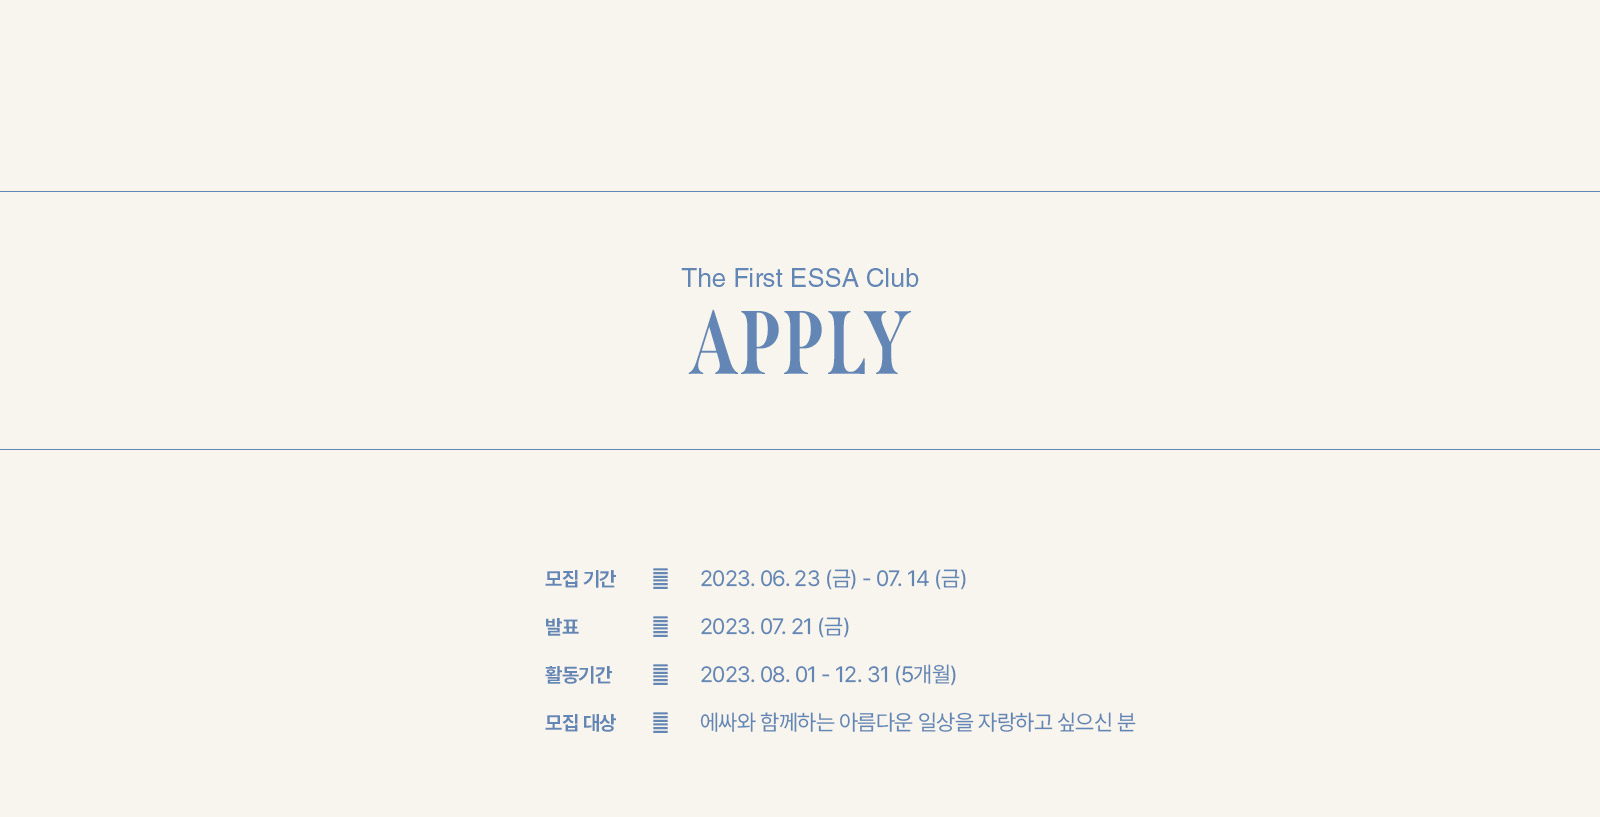 The First ESSA Club
APPLY
모집 기간 2023. 06. 23 (금) - 07. 14 (금)
발표 2023. 07. 21 (금)
활동기간 2023. 08. 01 - 12. 31 (5개월)
모집 대상 에싸와 함께하는 아름다운 일상을 자랑하고 싶으신 분